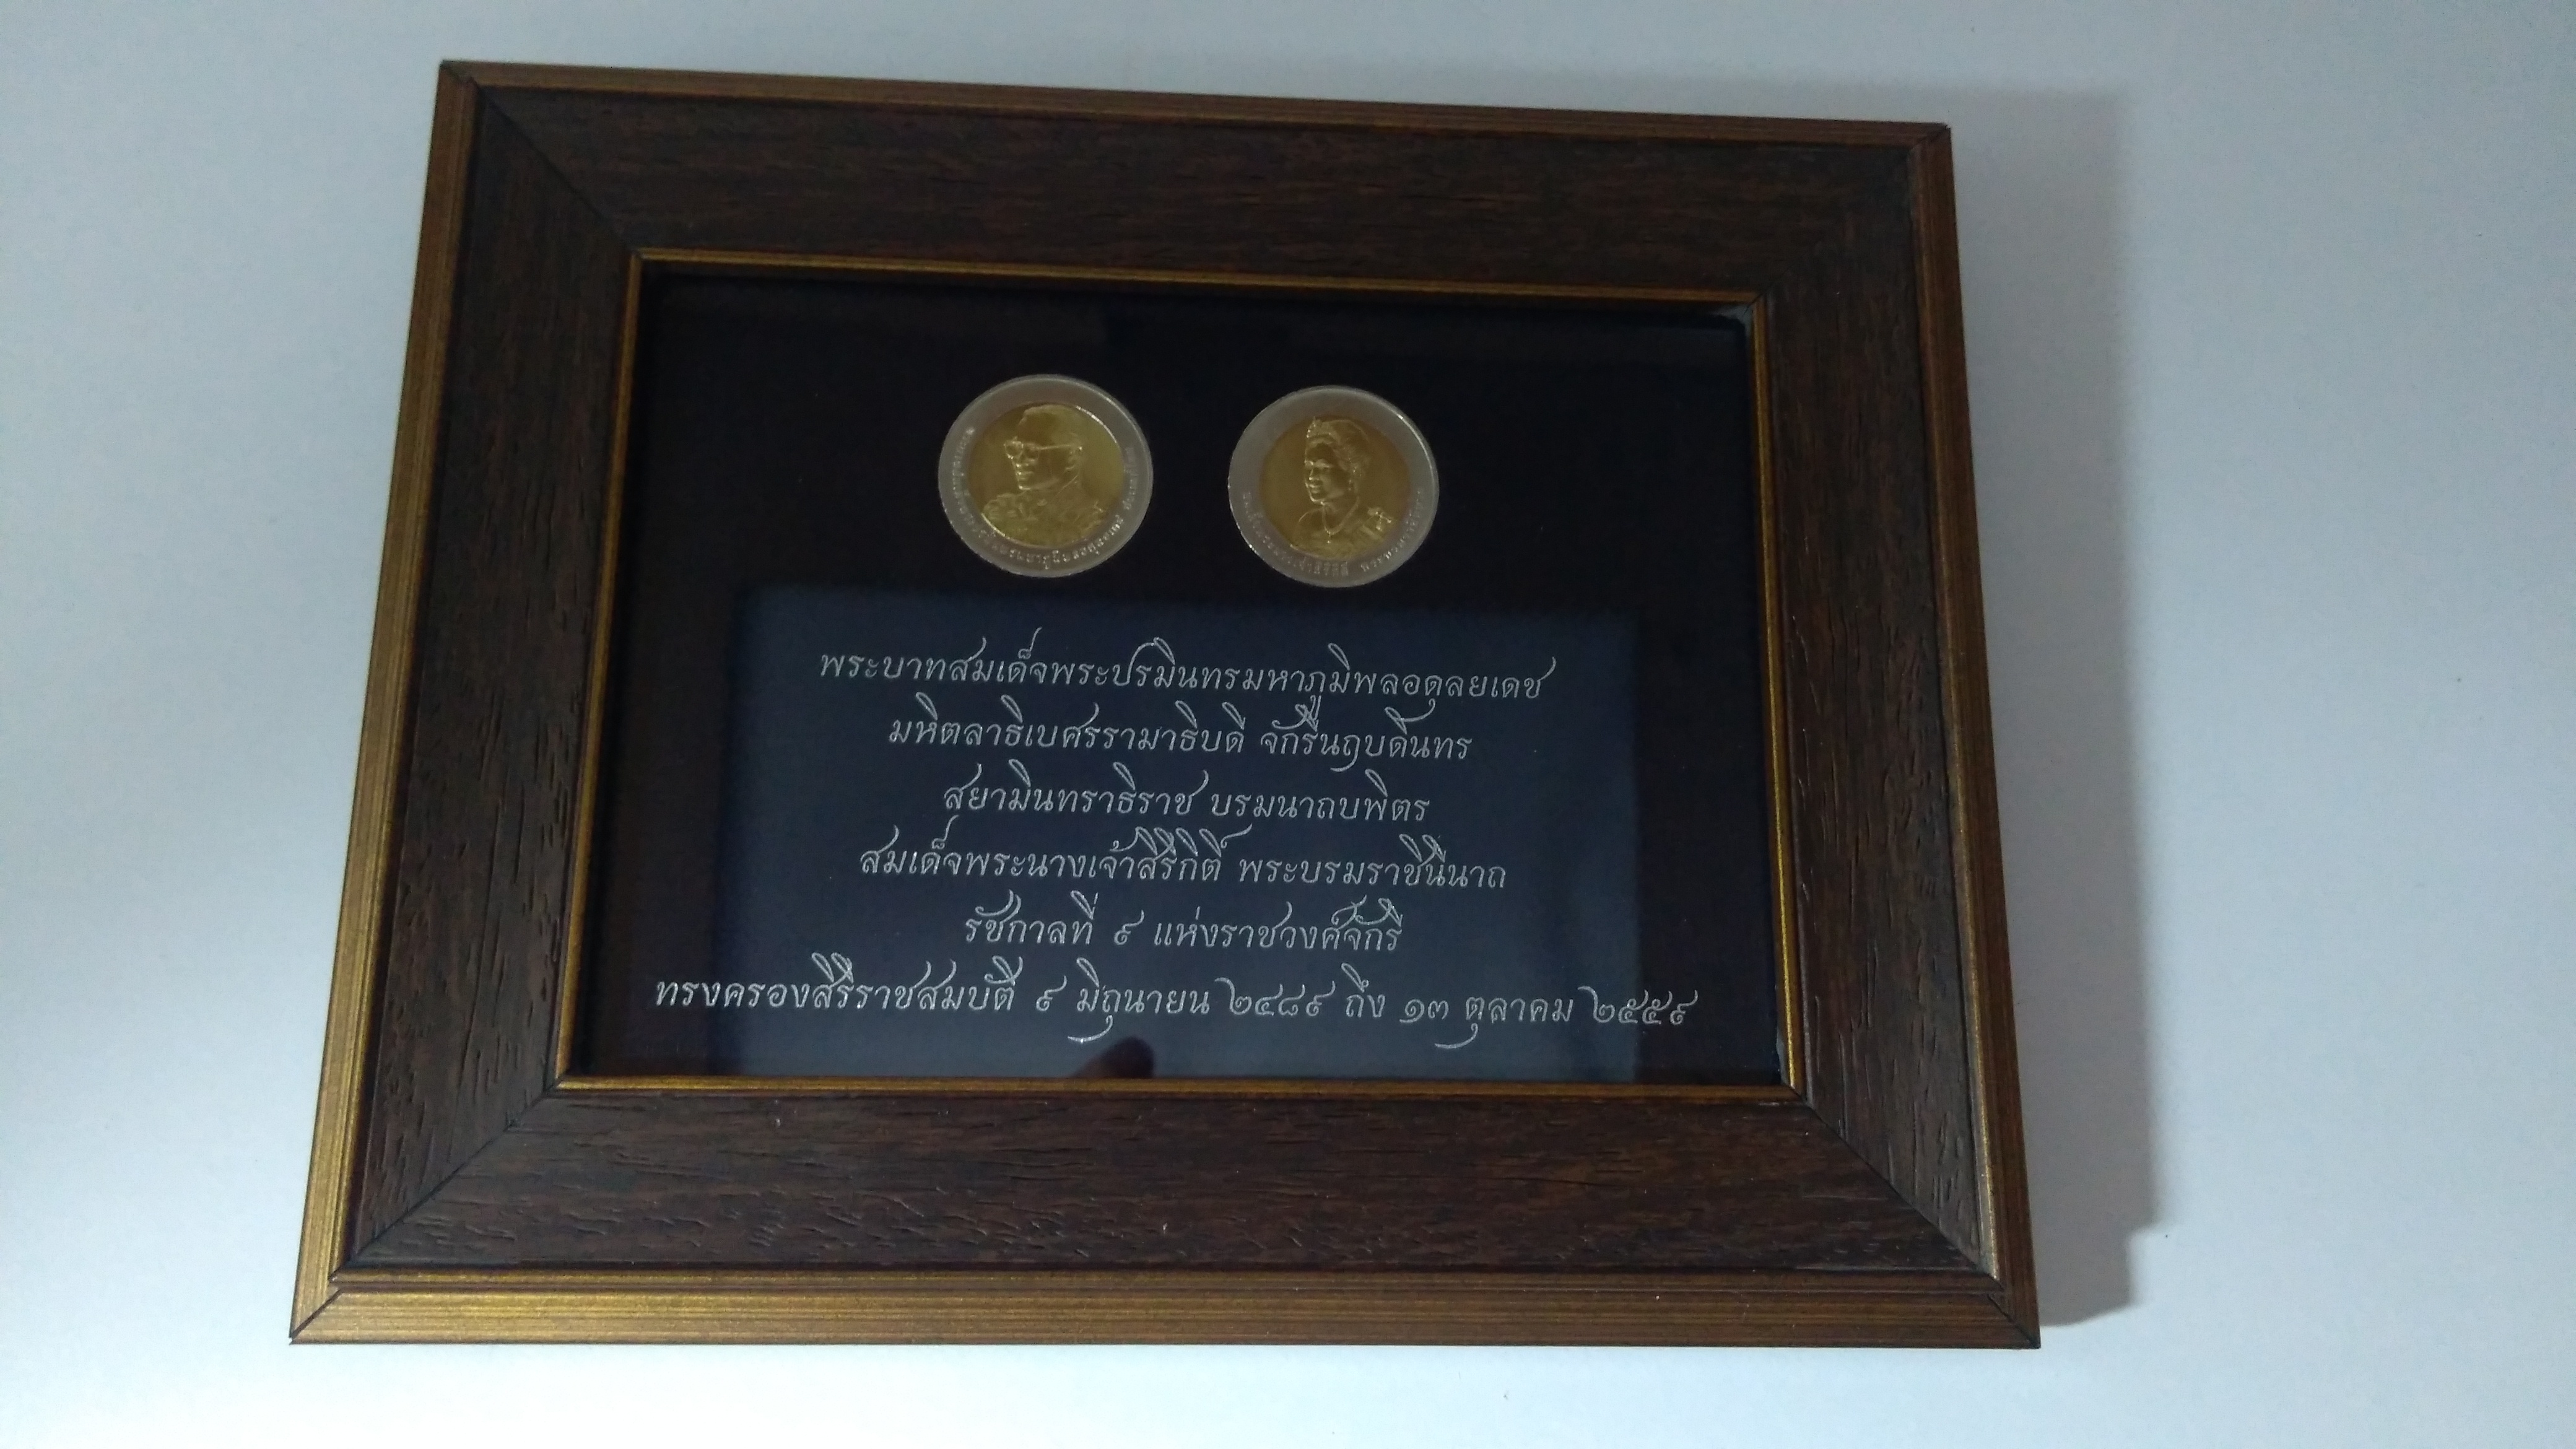 พระบาทสมเด็จพระปรมินทรมหาภูมิพลอดุลยเดช
มหิตลาธิเบศรรามาธิบดี จักรีนฤบดินทร
สยามินทราธิราช บรมนาถบพิตร
สมเด็จพระนางเจ้าสิริกิติ์ พระบรมราชินีนาถ
รัชกาลที่ ๙ แห่งราชวงศ์จักรี
ทรงครองสิริราชสมบัติ ๙ มิถุนายน ๒๔๘๙ ถึง ๑๓ ตุลาคม ๒๕๕๙